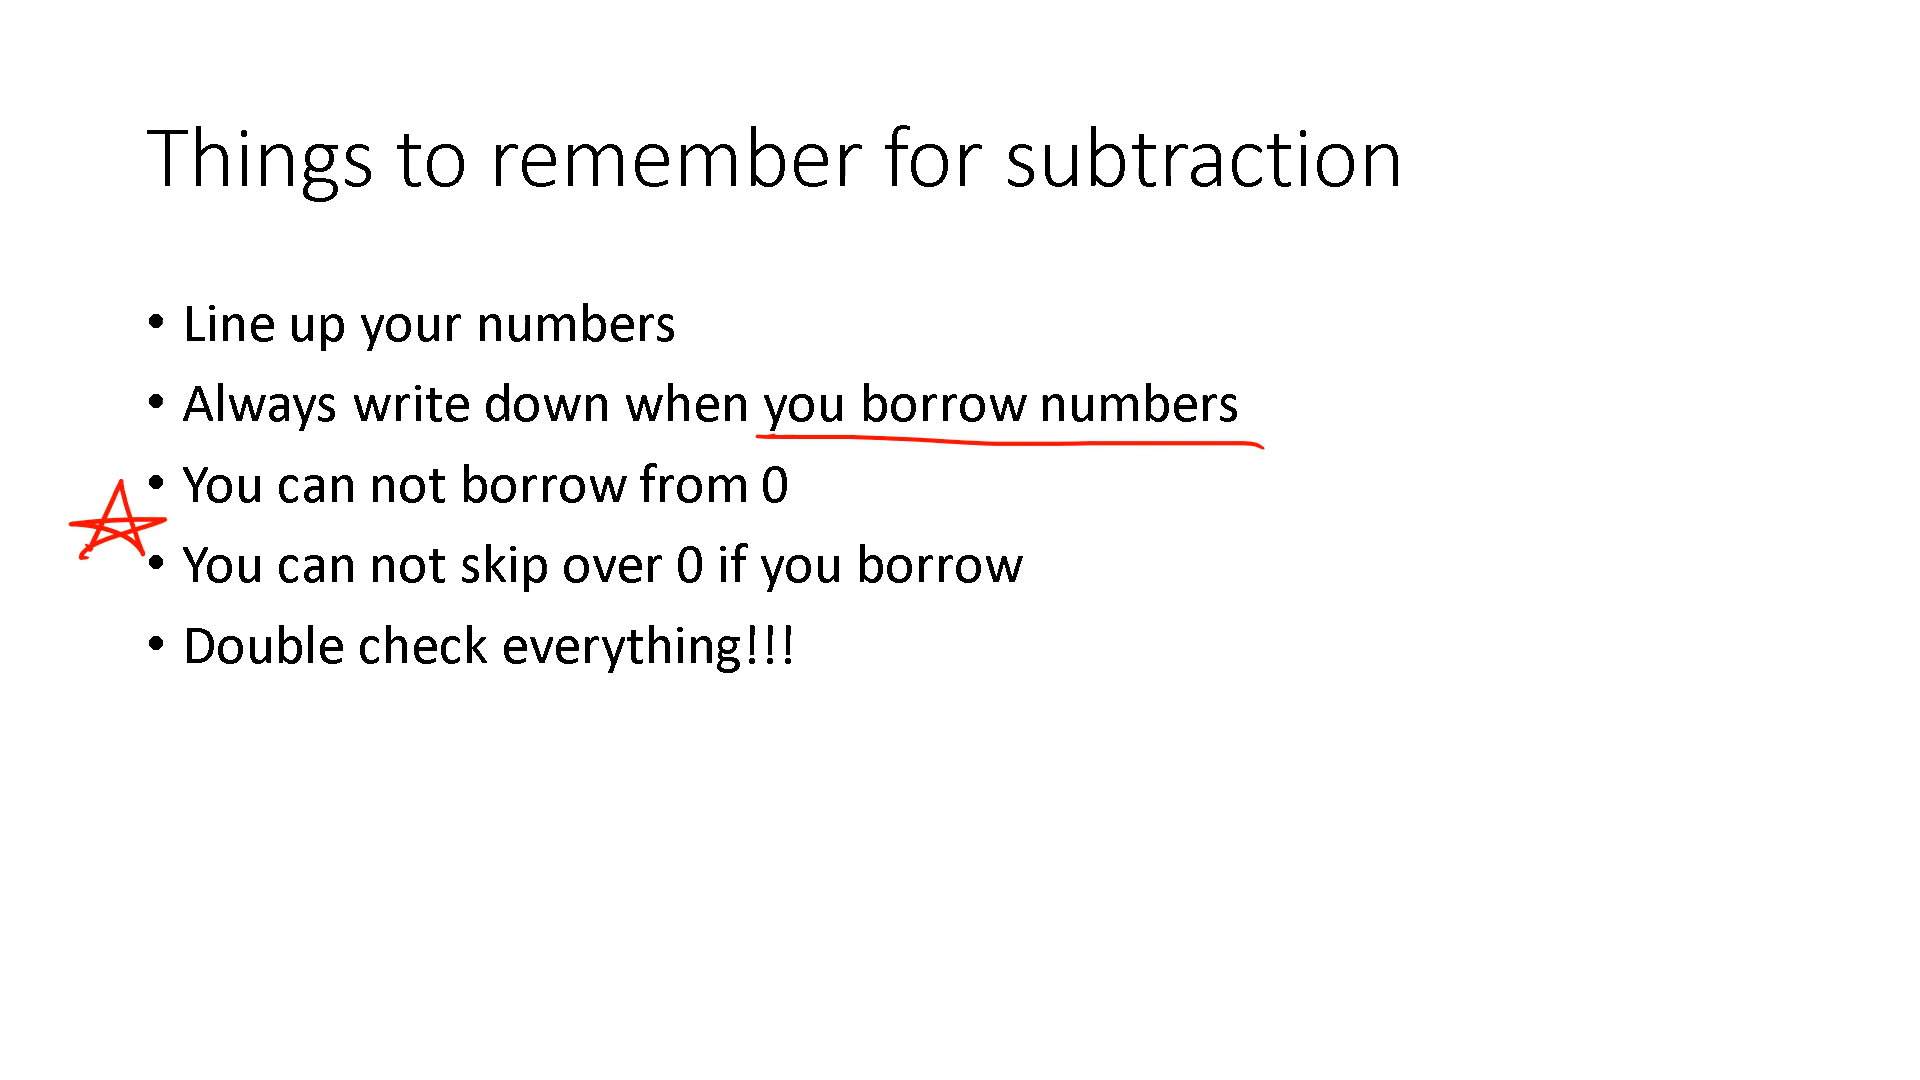 Things to remember for subtraction
• Line up your numbers
• Always write down when you borrow numbers
• You can not borrow from 0
• You can not skip over 0 if you borrow
• Double check everything!!!